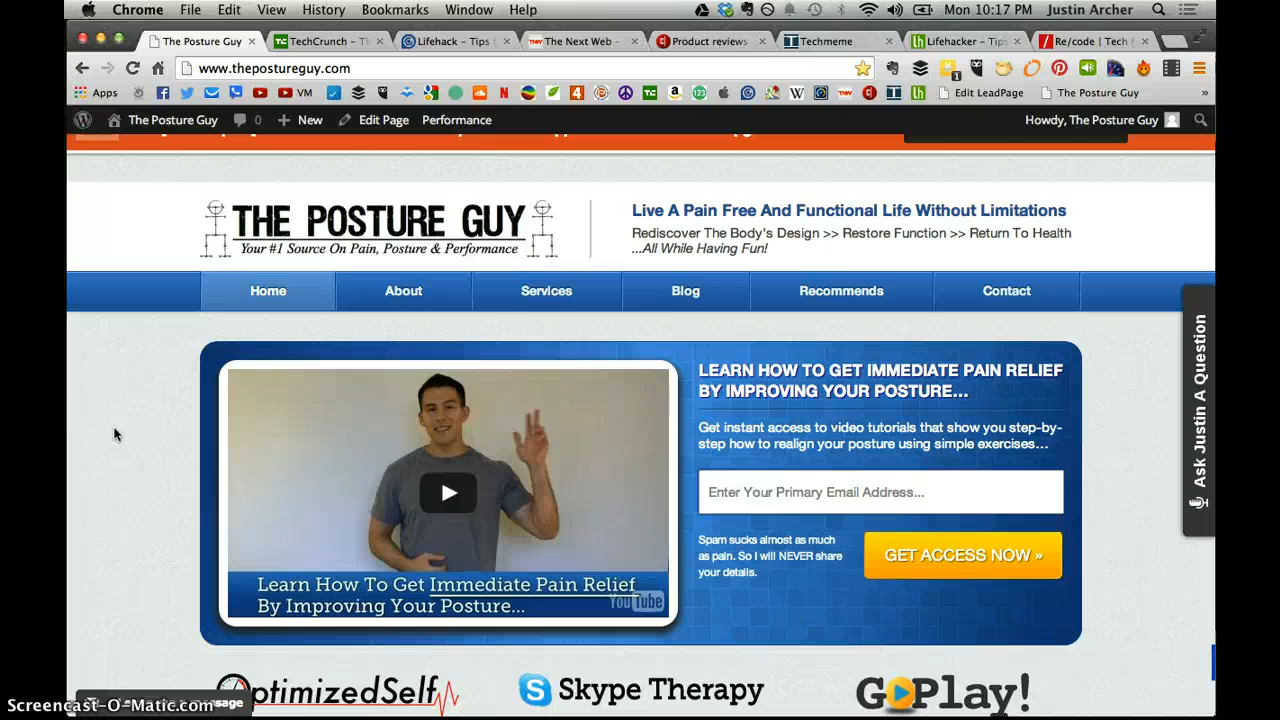 Chrome File Edit View History Bookmarks Window Help Mon 10:17 PM Justin Archer
The Posture Guy TechCrunch – T Lifehack – Tips The Next Web – Product reviews Techmeme Lifehacker – Tips Re/code | Tech
www.thepostureguy.com
Apps VM Edit LeadPage The Posture Guy »
The Posture Guy 0 + New Edit Page Performance Howdy, The Posture Guy
THE POSTURE GUY
Your #1 Source On Pain, Posture & Performance
Live A Pain Free And Functional Life Without Limitations
Rediscover The Body's Design >> Restore Function >> Return To Health
...All While Having Fun!
Home About Services Blog Recommends Contact
Ask Justin A Question
LEARN HOW TO GET IMMEDIATE PAIN RELIEF
BY IMPROVING YOUR POSTURE...
Get instant access to video tutorials that show you step-by-
step how to realign your posture using simple exercises...
Enter Your Primary Email Address...
Spam sucks almost as much
as pain. So I will NEVER share
your details.
GET ACCESS NOW »
Learn How To Get Immediate Pain Relief
By Improving Your Posture...
YouTube
OptimizedSelf Skype Therapy GoPlay!
Screencast-O-Matic.com